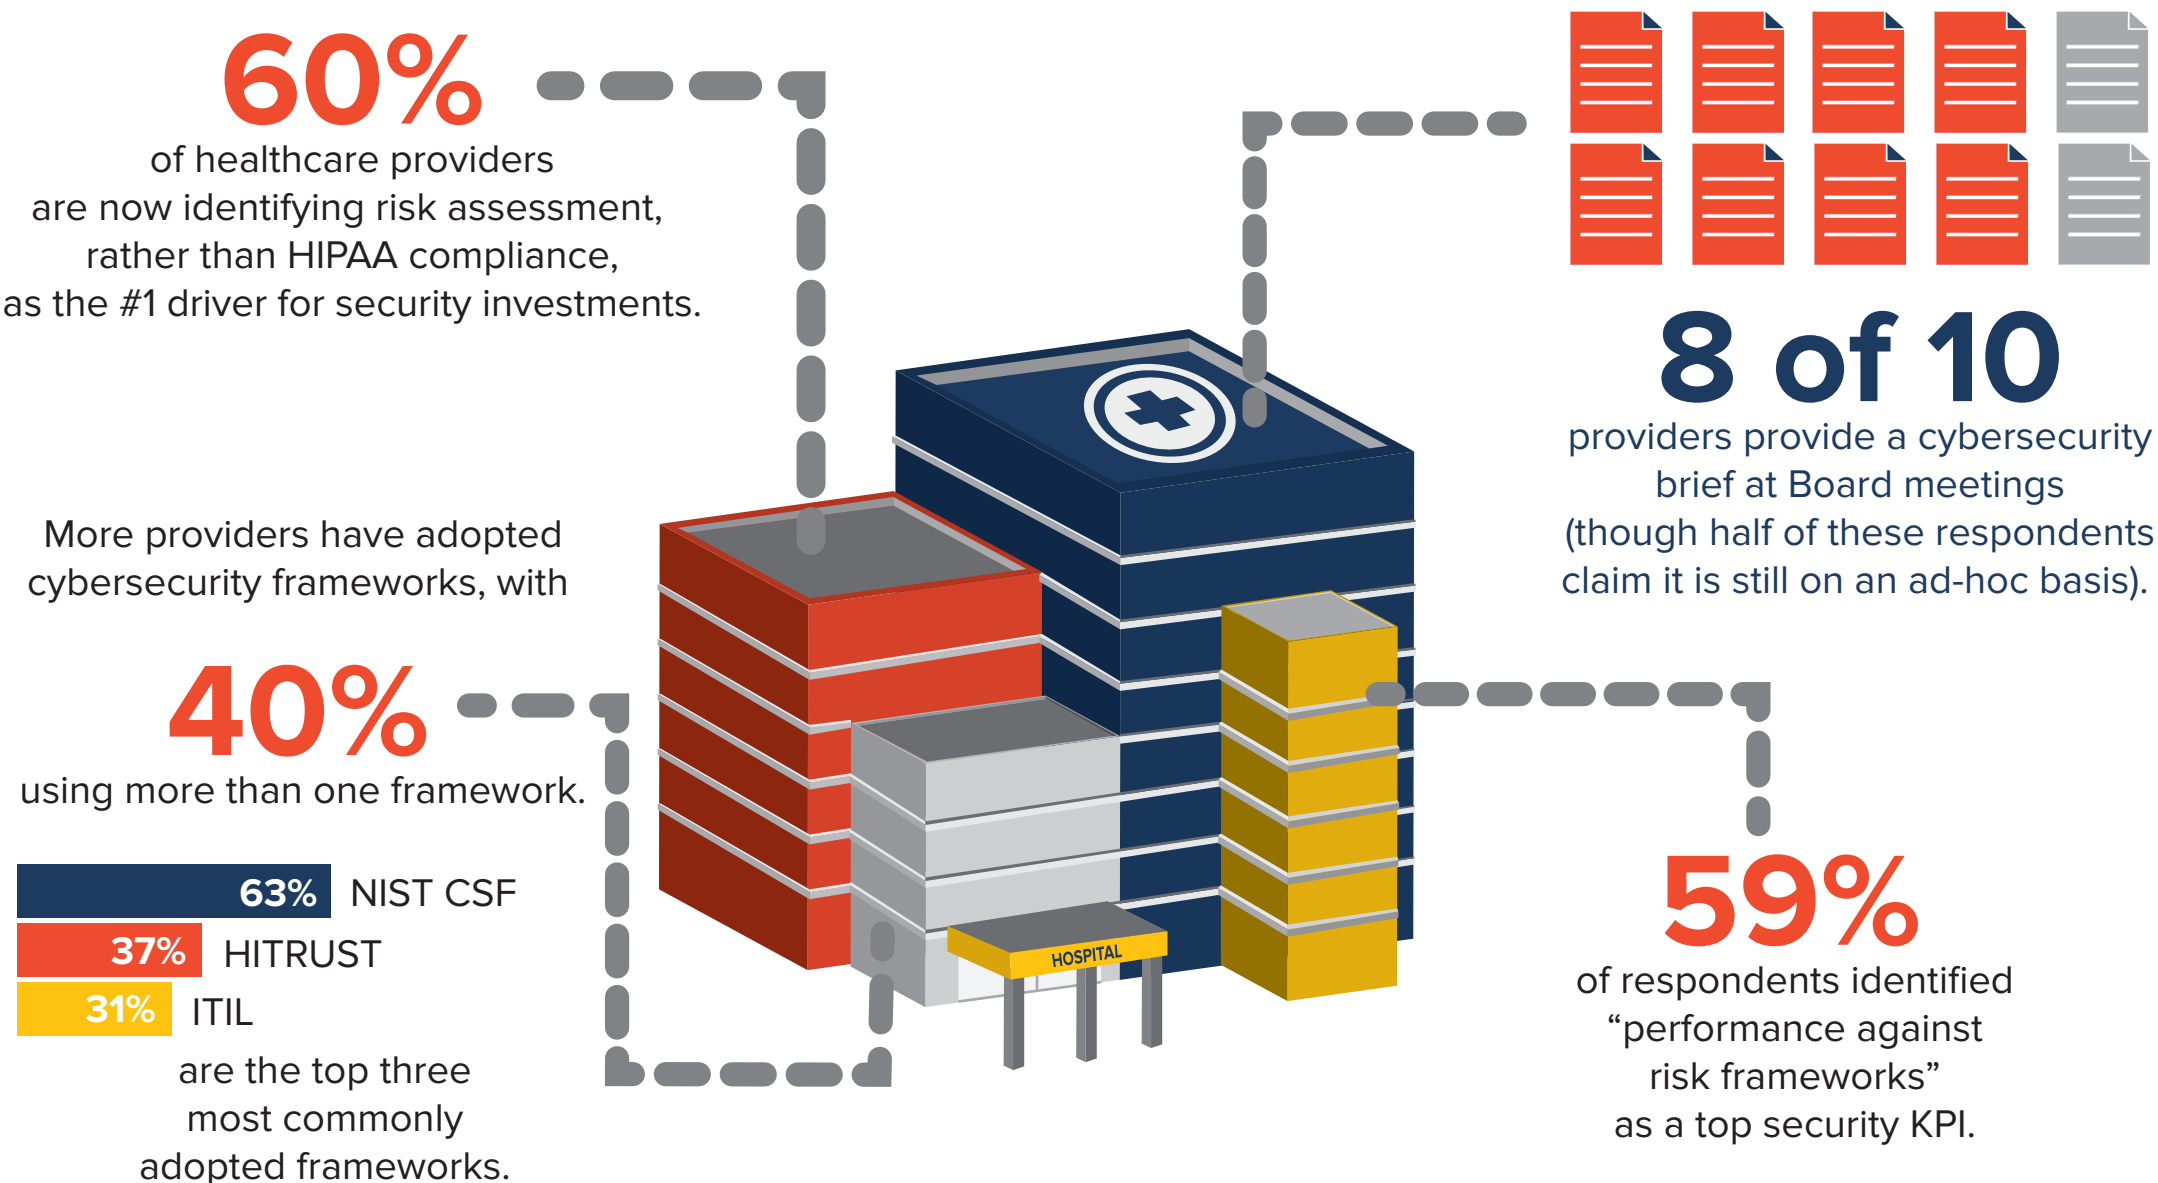 60%
of healthcare providers
are now identifying risk assessment,
rather than HIPAA compliance,
as the #1 driver for security investments.
More providers have adopted
cybersecurity frameworks, with
40%
using more than one framework.
63% NIST CSF
37% HITRUST
31% ITIL
are the top three
most commonly
adopted frameworks.
HOSPITAL
8 of 10
providers provide a cybersecurity
brief at Board meetings
(though half of these respondents
claim it is still on an ad-hoc basis).
59%
of respondents identified
“performance against
risk frameworks”
as a top security KPI.